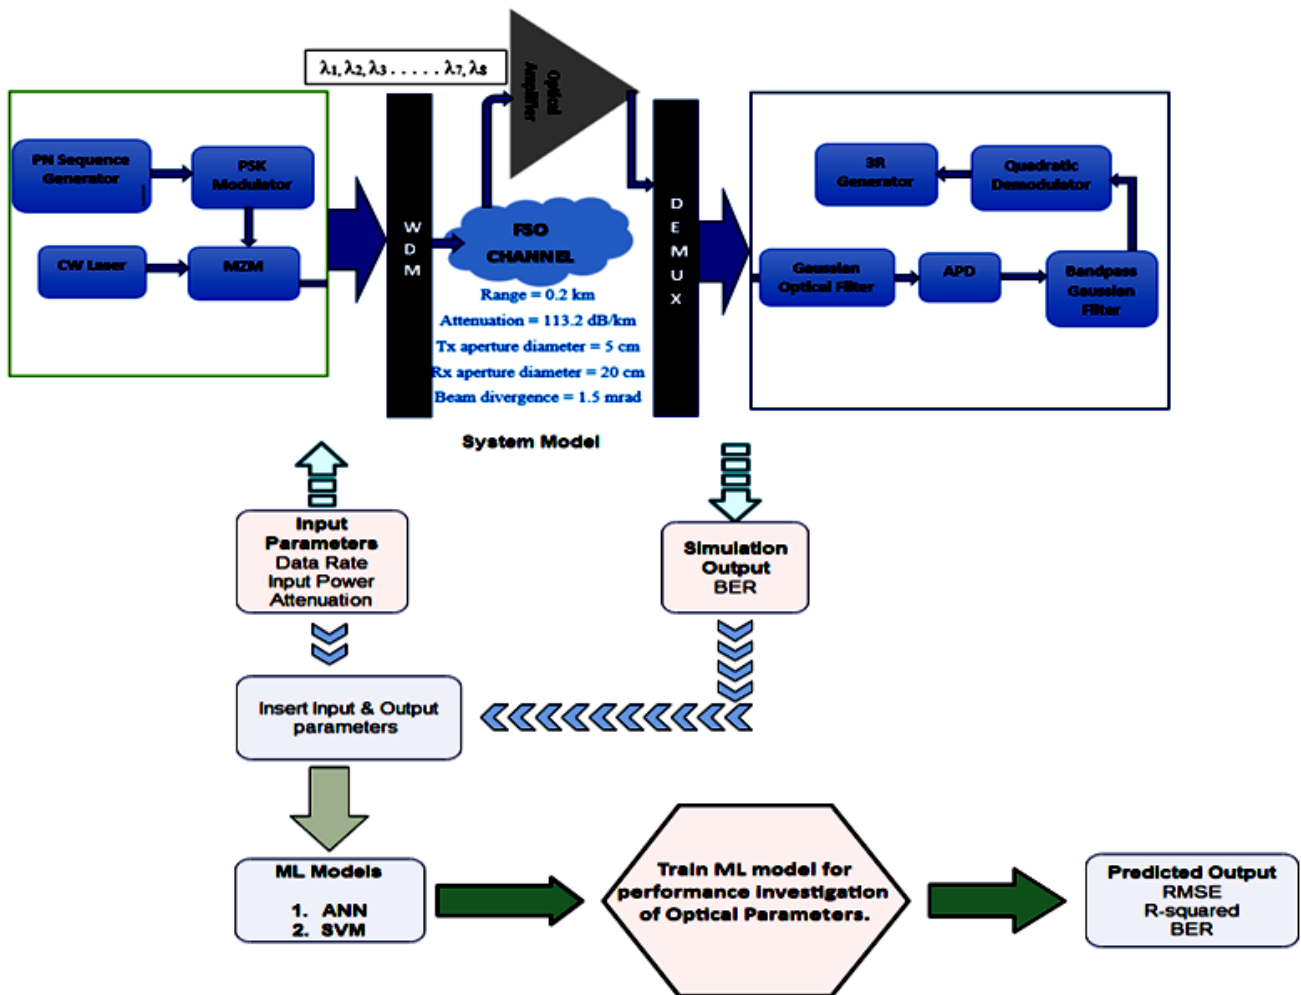 λ1, λ2, λ3 . . . . . λ7, λ8
Optical
Amplifier
PN Sequence
Generator
PSK
Modulator
CW Laser
MZM
WDM
FSO
CHANNEL
Range = 0.2 km
Attenuation = 113.2 dB/km
Tx aperture diameter = 5 cm
Rx aperture diameter = 20 cm
Beam divergence = 1.5 mrad
DEMUX
3R
Generator
Quadratic
Demodulator
Gaussian
Optical Filter
APD
Bandpass
Gaussian
Filter
System Model
Input
Parameters
Data Rate
Input Power
Attenuation
Simulation
Output
BER
Insert Input & Output
parameters
ML Models
1. ANN
2. SVM
Train ML model for
performance investigation
of Optical Parameters.
Predicted Output
RMSE
R-squared
BER